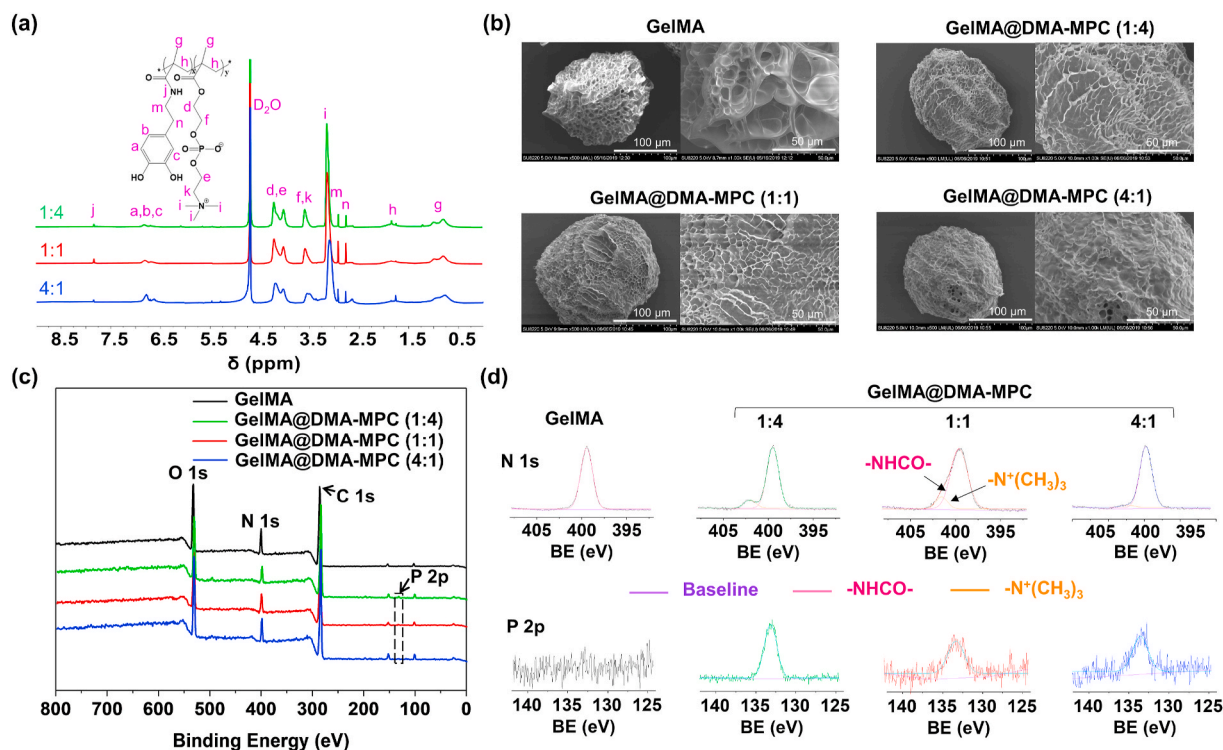 (a)
g g
* *
h h
x y
O O
NH O
j
m d
n f
b O
a c O P O⊖
O
HO OH e
k
i N⊕ i
i
D₂O
i
d,e f,k m n
j a,b,c h g
1:4
1:1
4:1
8.5 7.5 6.5 5.5 4.5 3.5 2.5 1.5 0.5
δ (ppm)
(b)
GelMA
100 μm 50 μm
GelMA@DMA-MPC (1:4)
100 μm 50 μm
GelMA@DMA-MPC (1:1)
100 μm 50 μm
GelMA@DMA-MPC (4:1)
100 μm 50 μm
(c)
GelMA
GelMA@DMA-MPC (1:4)
GelMA@DMA-MPC (1:1)
GelMA@DMA-MPC (4:1)
O 1s
N 1s
C 1s
P 2p
800 700 600 500 400 300 200 100 0
Binding Energy (eV)
(d)
GelMA@DMA-MPC
GelMA 1:4 1:1 4:1
N 1s
-NHCO-
-N⁺(CH₃)₃
405 400 395 405 400 395 405 400 395 405 400 395
BE (eV) BE (eV) BE (eV) BE (eV)
Baseline -NHCO- -N⁺(CH₃)₃
P 2p
140 135 130 125 140 135 130 125 140 135 130 125 140 135 130 125
BE (eV) BE (eV) BE (eV) BE (eV)